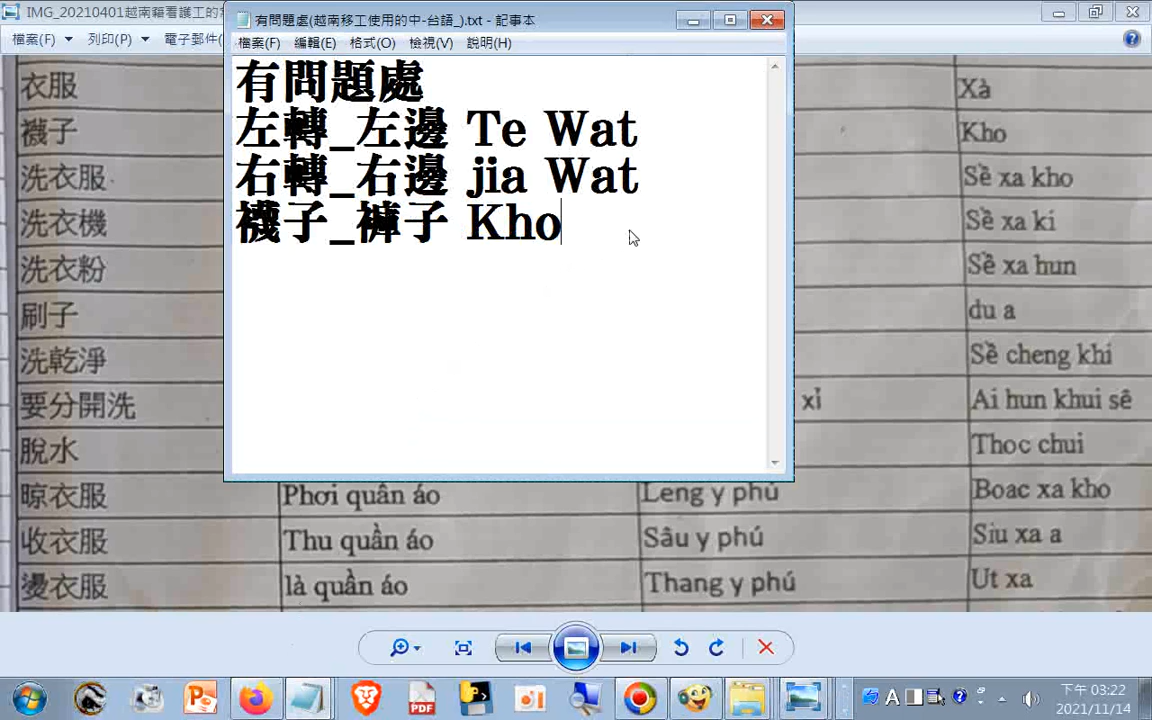 IMG_20210401越南籍看護工的
有問題處(越南移工使用的中-台語_).txt - 記事本
檔案(F) 列印(P) 電子郵件(
檔案(F) 編輯(E) 格式(O) 檢視(V) 說明(H)
有問題處
左轉_左邊 Te Wat
右轉_右邊 jia Wat
襪子_褲子 Kho
衣服 Xà
襪子 Kho
洗衣服 Sề xa kho
洗衣機 Sề xa ki
洗衣粉 Sề xa hun
刷子 du a
洗乾淨 Sề cheng khi
要分開洗 xỉ Ai hun khui sê
脫水 Thoc chui
晾衣服 Phơi quần áo Leng y phú Boac xa kho
收衣服 Thu quần áo Sâu y phú Siu xa a
燙衣服 là quần áo Thang y phú Ut xa
PDF
A
下午 03:22
2021/11/14